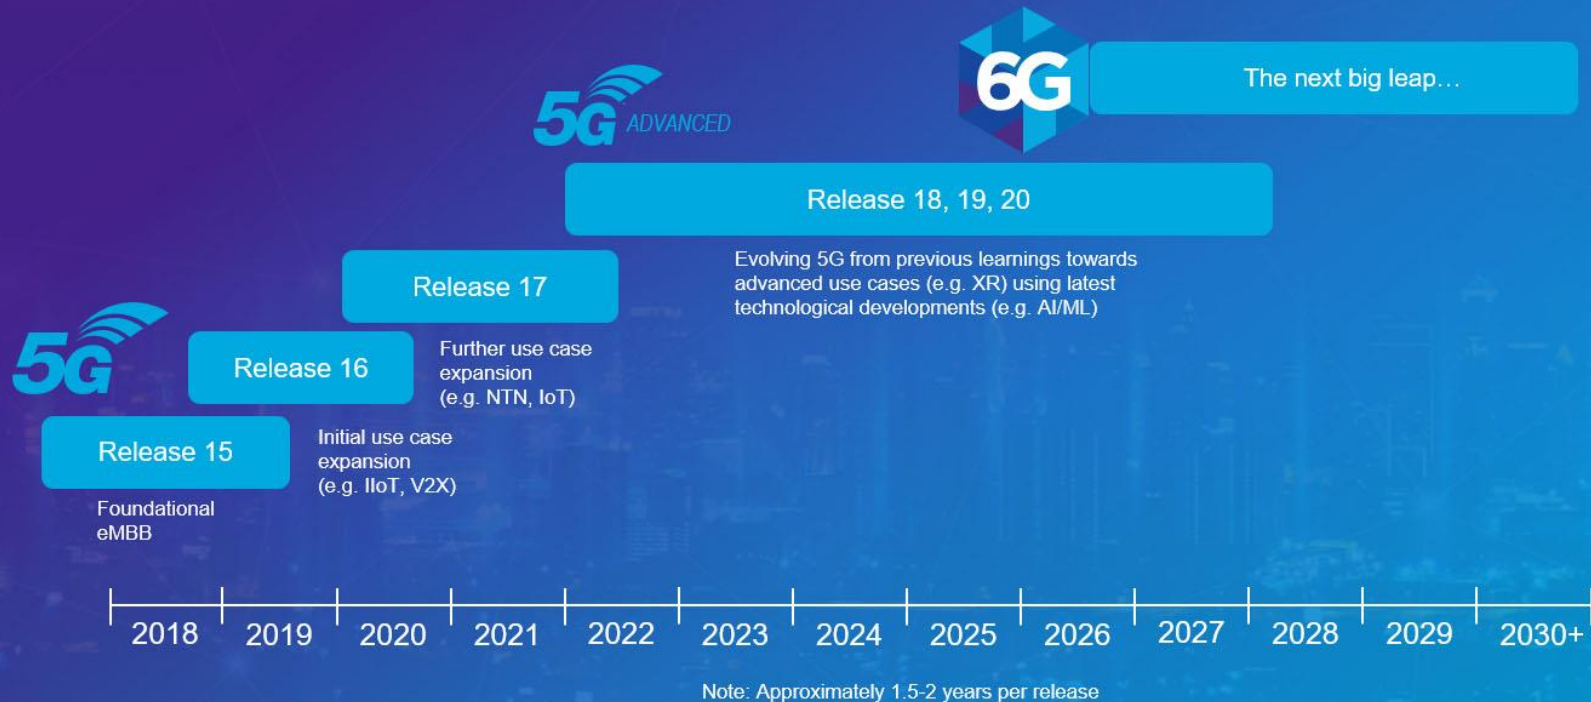 6G
The next big leap…
5G ADVANCED
Release 18, 19, 20
Evolving 5G from previous learnings towards
advanced use cases (e.g. XR) using latest
technological developments (e.g. AI/ML)
Release 17
Further use case
expansion
(e.g. NTN, IoT)
5G
Release 16
Initial use case
expansion
(e.g. IIoT, V2X)
Release 15
Foundational
eMBB
2018 2019 2020 2021 2022 2023 2024 2025 2026 2027 2028 2029 2030+
Note: Approximately 1.5-2 years per release